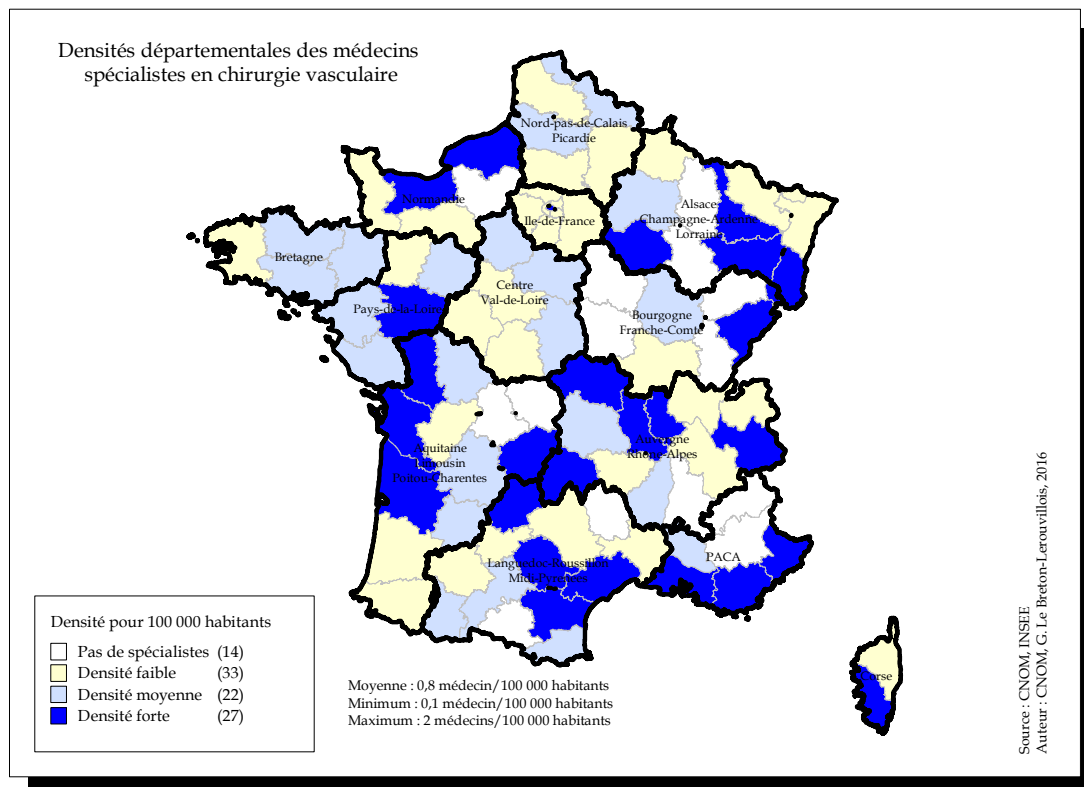 Densités départementales des médecins
spécialistes en chirurgie vasculaire
Nord-pas-de-Calais
Picardie
Normandie
Ile-de-France
Alsace
Champagne-Ardenne
Lorraine
Bretagne
Pays-de-la-Loire
Centre
Val-de-Loire
Bourgogne
Franche-Comté
Aquitaine
Limousin
Poitou-Charentes
Auvergne
Rhône-Alpes
Languedoc-Roussillon
Midi-Pyrénées
PACA
Corse
Densité pour 100 000 habitants
Pas de spécialistes (14)
Densité faible (33)
Densité moyenne (22)
Densité forte (27)
Moyenne : 0,8 médecin/100 000 habitants
Minimum : 0,1 médecin/100 000 habitants
Maximum : 2 médecins/100 000 habitants
Source : CNOM, INSEE
Auteur : CNOM, G. Le Breton-Lerouvillois, 2016